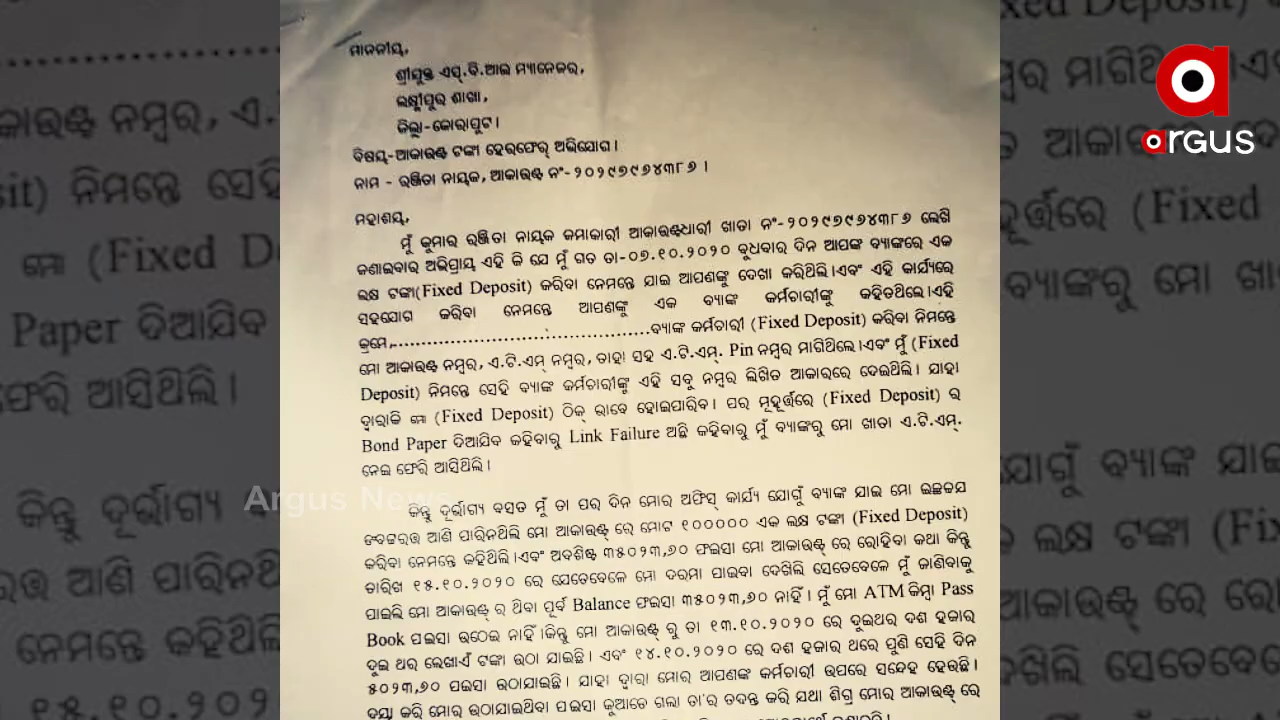 ମାନନୀୟ,
ଶ୍ରୀଯୁକ୍ତ ଏସ୍.ବି.ଆଇ ମ୍ୟାନେଜର,
ଲକ୍ଷ୍ମୀପୁର ଶାଖା,
ଜିଲ୍ଲା-କୋରାପୁଟ।
ବିଷୟ-ଆକାଉଣ୍ଟ ଟଙ୍କା ହେରଫେର୍ ଅଭିଯୋଗ।
ନାମ - ରଞ୍ଜିତା ନାୟକ, ଆକାଉଣ୍ଟ ନଂ-୨୦୨୯୭୯୭୪୩୮୭ ।
ମହାଶୟ,
ମୁଁ କୁମାର ରଞ୍ଜିତା ନାୟକ ଜମାକାରୀ ଆକାଉଣ୍ଟଧାରୀ ଖାତା ନଂ-୨୦୨୯୭୯୭୪୩୮୭ ଲେଖି
ଜଣାଇବାର ଅଭିପ୍ରାୟ ଏହି କି ଯେ ମୁଁ ଗତ ତା-୦୭.୧୦.୨୦୨୦ ବୁଧବାର ଦିନ ଆପଙ୍କ ବ୍ୟାଙ୍କରେ ଏକ
ଲକ୍ଷ ଟଙ୍କା(Fixed Deposit) କରିବା ନେମନ୍ତେ ଯାଇ ଆପଣଙ୍କୁ ଦେଖା କରିଥିଲି।ଏବଂ ଏହି କାର୍ଯ୍ୟରେ
ସହଯୋଗ କରିବା ନେମନ୍ତେ ଆପଣଙ୍କୁ ଏକ ବ୍ୟାଙ୍କ କର୍ମଚାରୀଙ୍କୁ କହିତଥିଲେ।ଏହି
କ୍ରମେ,..........................................ବ୍ୟାଙ୍କ କର୍ମଚାରୀ (Fixed Deposit) କରିବା ନିମନ୍ତେ
ମୋ ଆକାଉଣ୍ଟ ନମ୍ବର, ଏ.ଟି.ଏମ୍ ନମ୍ବର, ତାହା ସହ ଏ.ଟି.ଏମ୍. Pin ନମ୍ବର ମାଗିଥିଲେ।ଏବଂ ମୁଁ (Fixed
Deposit) ନିମନ୍ତେ ସେହି ବ୍ୟାଙ୍କ କର୍ମଚାରୀଙ୍କୁ ଏହି ସବୁ ନମ୍ବର ଲିଖିତ ଆକାରରେ ଦେଇଥିଲି। ଯାହା
ଦ୍ୱାରାକି ମୋ (Fixed Deposit) ଠିକ୍ ଭାବେ ହୋଇପାରିବ। ପର ମୂହୂର୍ତ୍ତରେ (Fixed Deposit) ର
Bond Paper ଦିଆଯିବ କହିବାରୁ Link Failure ଅଛି କହିବାରୁ ମୁଁ ବ୍ୟାଙ୍କରୁ ମୋ ଖାତା ଏ.ଟି.ଏମ୍.
ନେଇ ଫେରି ଆସିଥିଲି।
କିନ୍ତୁ ଦୂର୍ଭାଗ୍ୟ ବସତ ମୁଁ ତା ପର ଦିନ ମୋର ଅଫିସ୍ କାର୍ଯ୍ୟ ଯୋଗୁଁ ବ୍ୟାଙ୍କ ଯାଇ ମୋ
ଆଣି ପାରିନଥିଲି ମୋ ଆକାଉଣ୍ଟ୍ ରେ ମୋଟ ୧୦୦୦୦୦ ଏକ ଲକ୍ଷ ଟଙ୍କା (Fixed Deposit)
କରିବା ନେମନ୍ତେ କହିଥିଲି।ଏବଂ ଅବଶିଷ୍ଟ ୩୫୦୨୩,୬୦ ଫଇସା ମୋ ଆକାଉଣ୍ଟ୍ ରେ ରୋହିବା କଥା କିନ୍ତୁ
ତାରିଖ ୧୫.୧୦.୨୦୨୦ ରେ ଯେତେବେଳେ ମୋ ଦରମା ପାଇବା ଦେଖିଲି ସେତେବେଳେ ମୁଁ ଜାଣିବାକୁ
ପାଇଲି ମୋ ଆକାଉଣ୍ଟ୍ ର୍ ଥିବା ପୂର୍ବ Balance ଫଇସା ୩୫୦୨୩,୬୦ ନାହିଁ। ମୁଁ ମୋ ATM କିମ୍ବା Pass
Book ପଇସା ଉଠେଇ ନାହିଁ।କିନ୍ତୁ ମୋ ଆକାଉଣ୍ଟ୍ ରୁ ତା ୧୩.୧୦.୨୦୨୦ ରେ ଦୁଇଥର ଦଶ ହଜାର
ଦୁଇ ଥର ଲେଖାଏଁ ଟଙ୍କା ଉଠା ଯାଇଛି। ଏବଂ ୧୪.୧୦.୨୦୨୦ ରେ ଦଶ ହଜାର ଥରେ ପୁଣି ସେହି ଦିନ
୫୦୨୩,୬୦ ପଇସା ଉଠାଯାଇଛି। ଯାହା ଦ୍ୱାରା ମୋର ଆପଣଙ୍କ କର୍ମଚାରୀ ଉପରେ ସନ୍ଦେହ ହେଉଛି।
ଦୟା କରି ମୋର ଉଠାଯାଇଥିବା ପଇସା କୁଆଡେ ଗଲା ତା'ର ତଦନ୍ତ କରି ଯଥା ଶିଘ୍ର ମୋର ଆକାଉଣ୍ଟ୍ ରେ
argus
Argus News